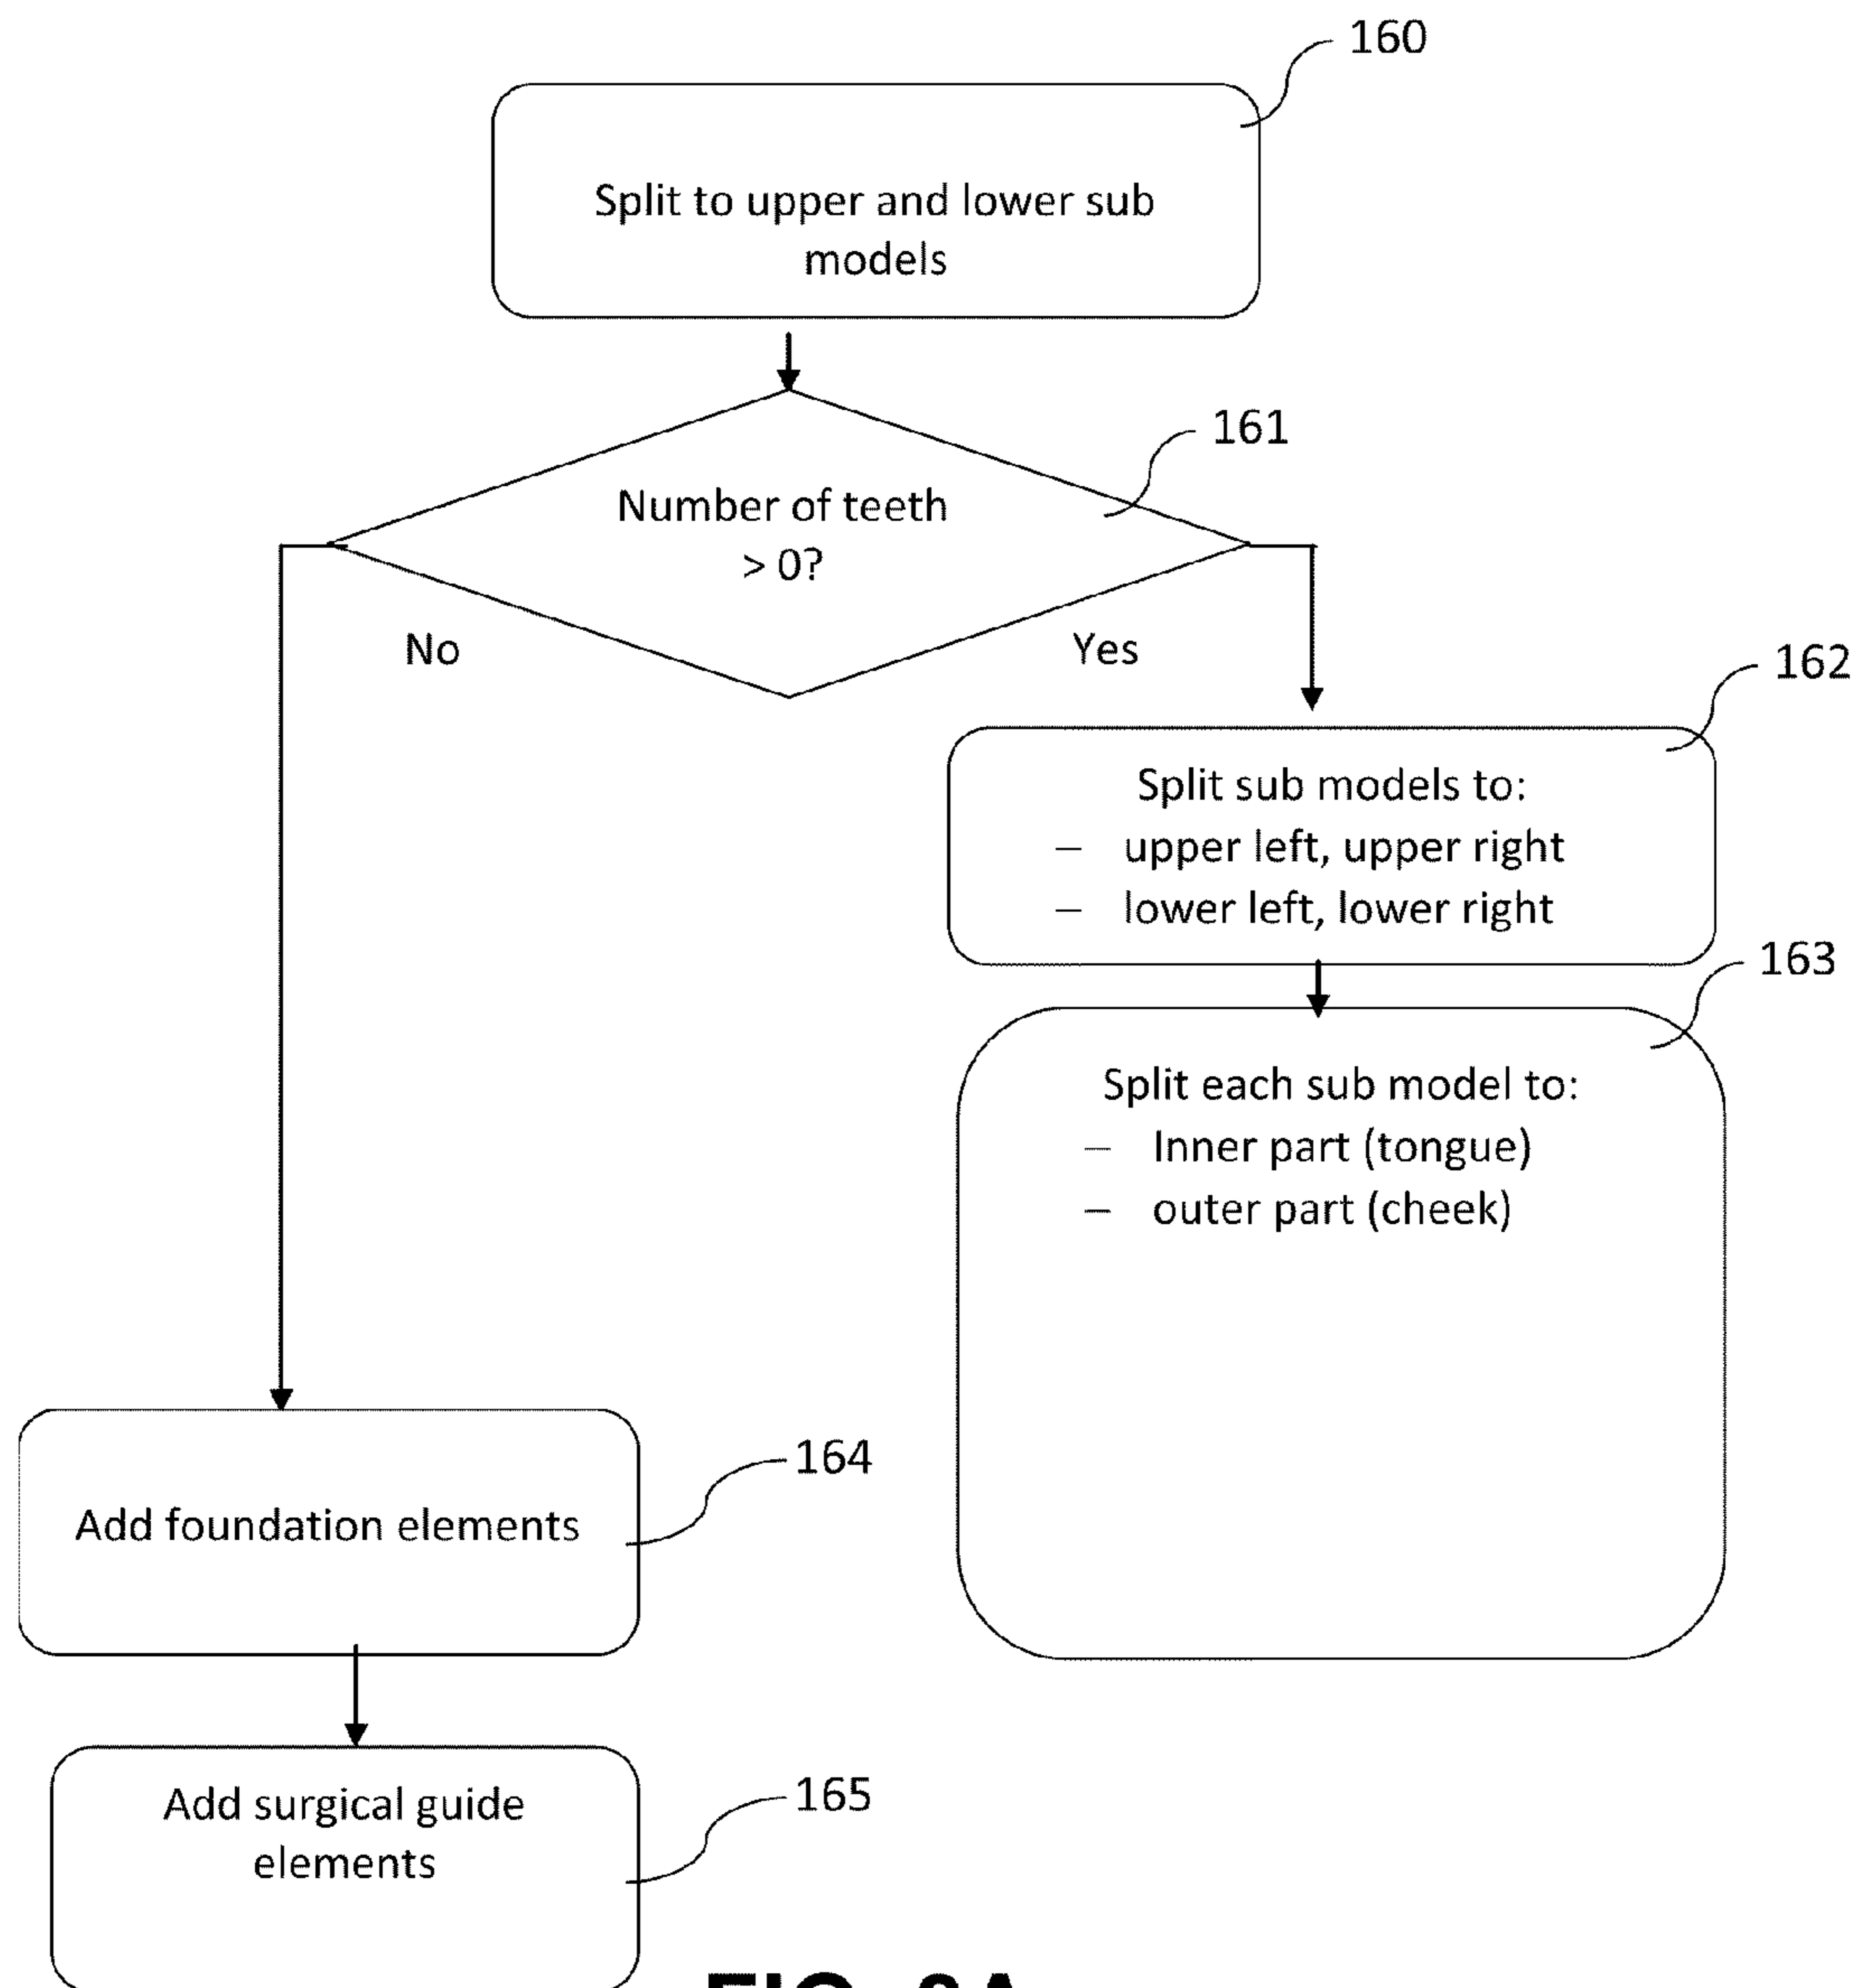 160
Split to upper and lower sub
models
161
Number of teeth
> 0?
No
Yes
162
Split sub models to:
– upper left, upper right
– lower left, lower right
163
Split each sub model to:
– Inner part (tongue)
– outer part (cheek)
164
Add foundation elements
165
Add surgical guide
elements